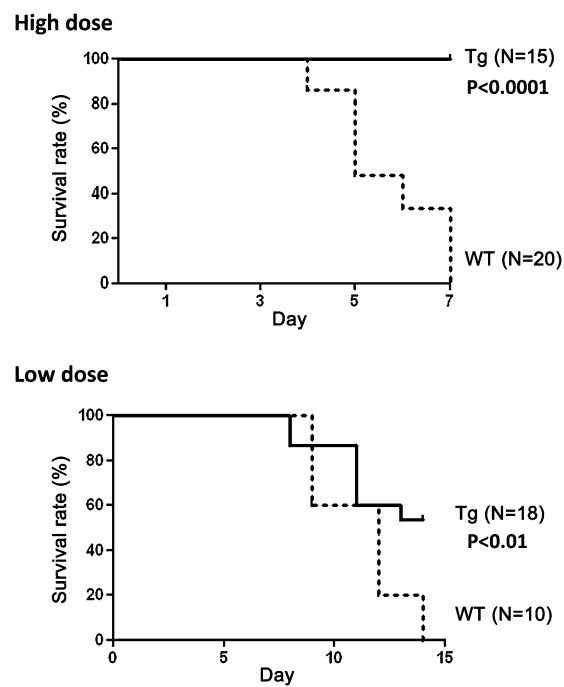 High dose
100
80
60
40
20
0
Survival rate (%)
Tg (N=15)
P<0.0001
WT (N=20)
1 3 5 7
Day
Low dose
100
80
60
40
20
0
Survival rate (%)
Tg (N=18)
P<0.01
WT (N=10)
0 5 10 15
Day